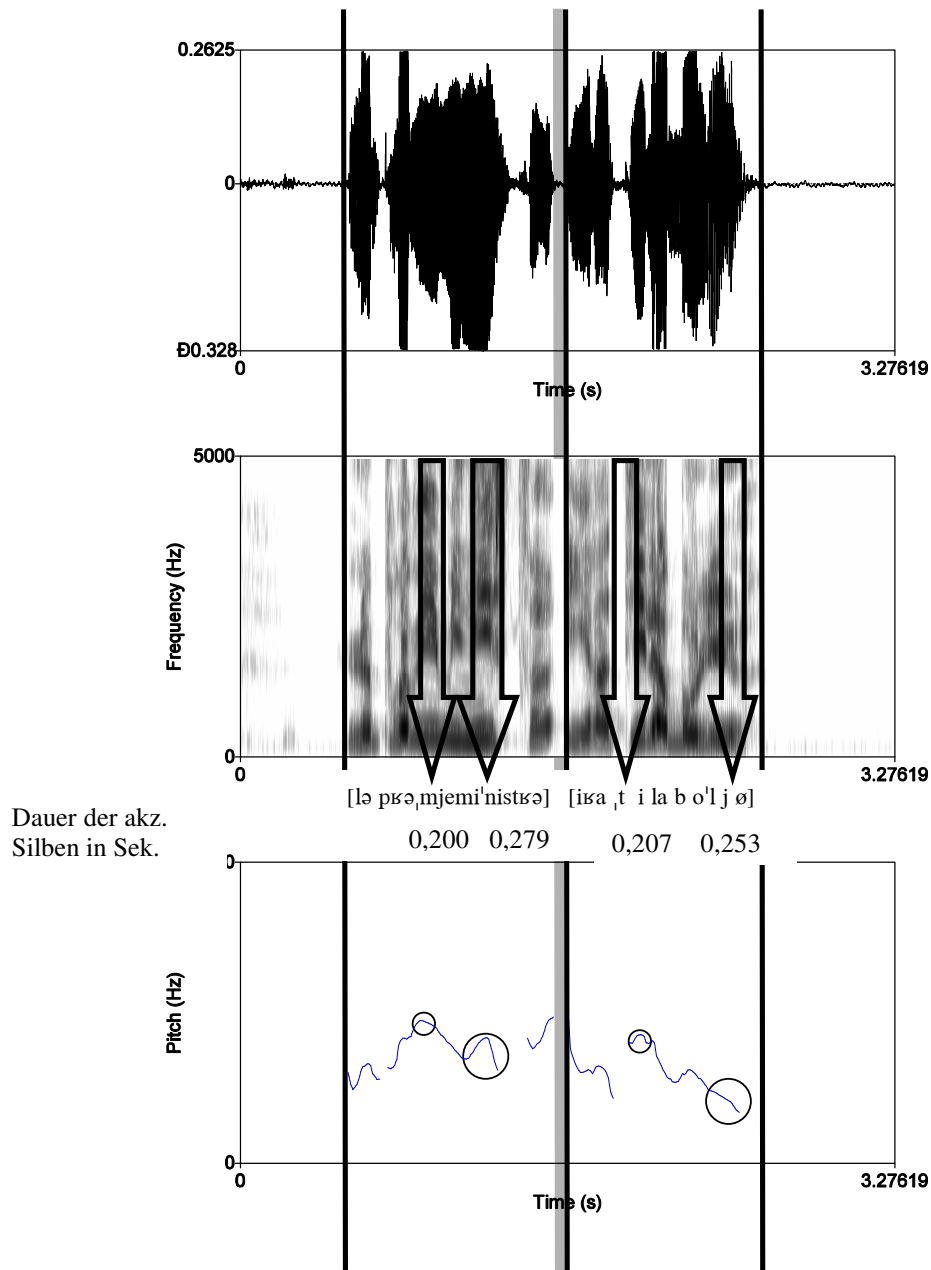 0.2625
0
Đ0.328
0
3.27619
Time (s)
5000
Frequency (Hz)
0
0
3.27619
[lə pʁəˌmjemiˈnistʁə] [iʁa ˌt i la b oˈl j ø]
Dauer der akz.
Silben in Sek.
0,200 0,279 0,207 0,253
0
Pitch (Hz)
0
0
3.27619
Time (s)